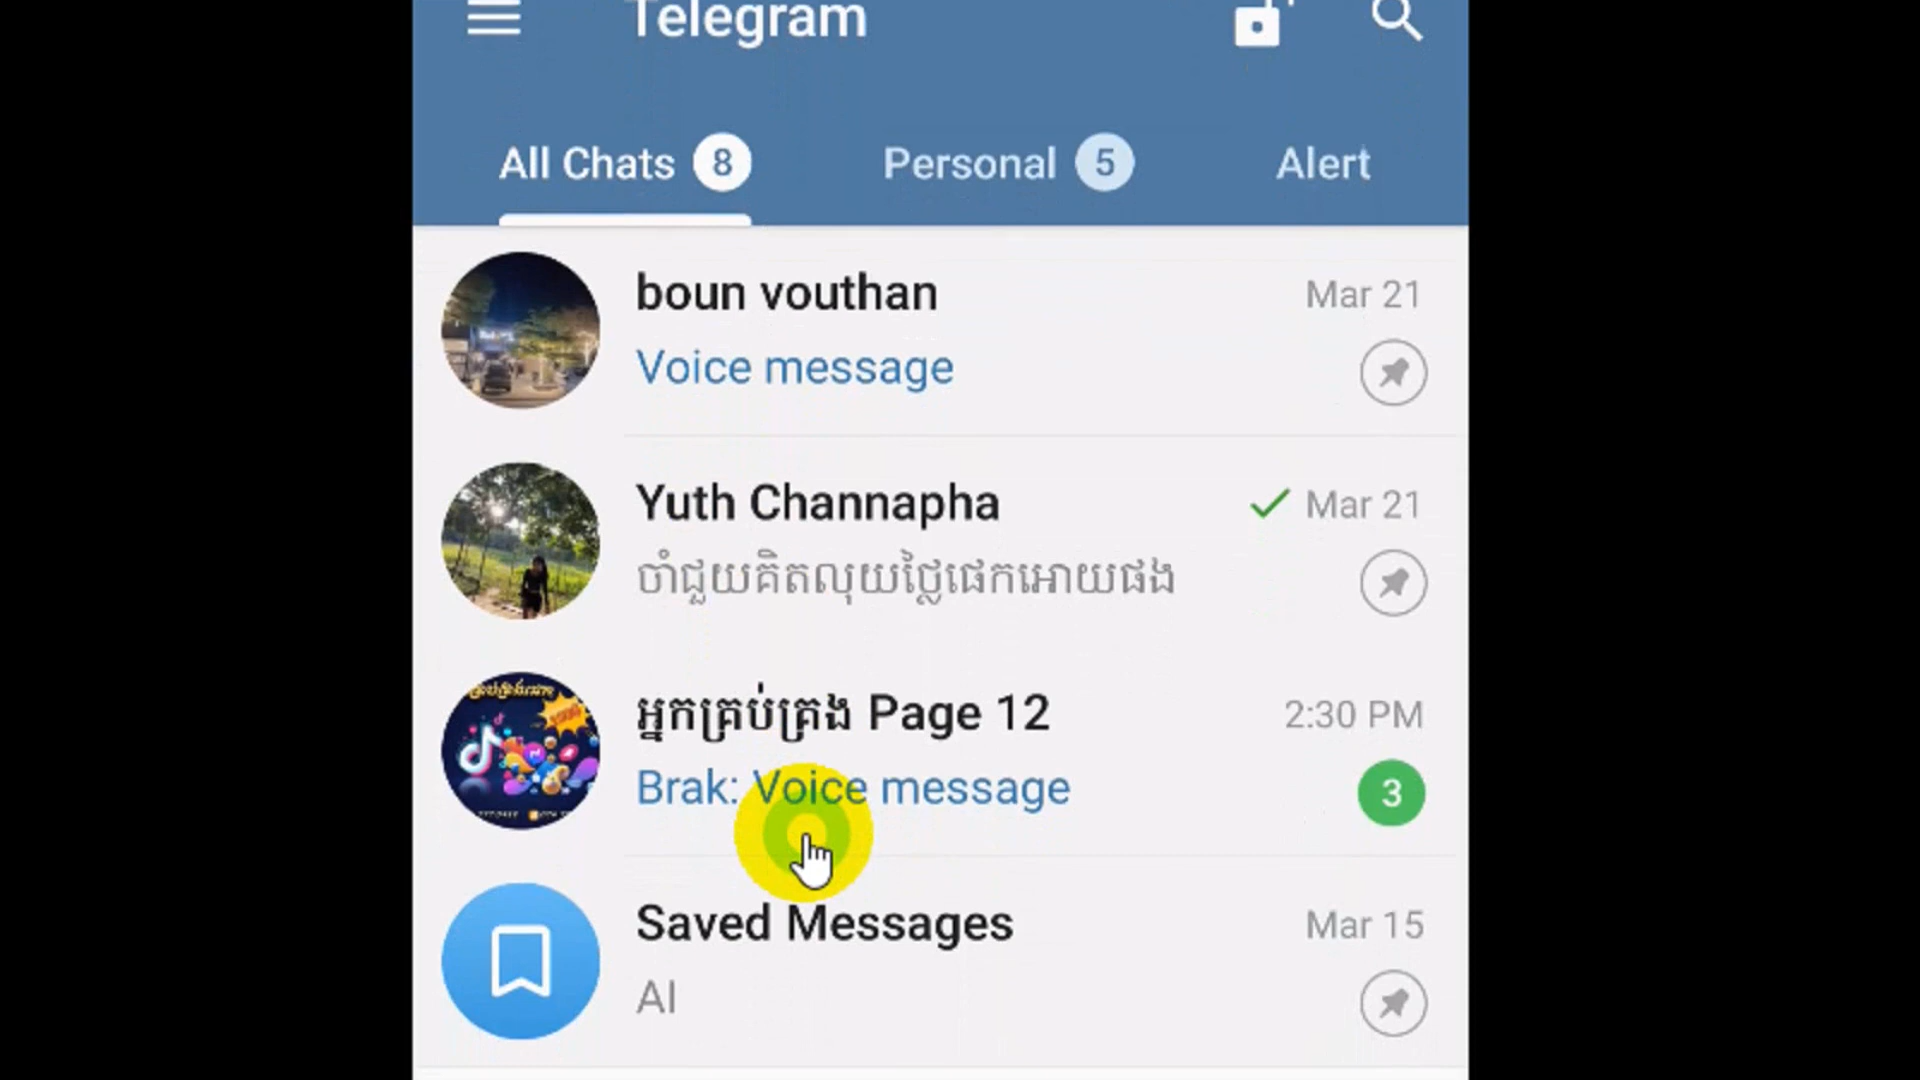 Telegram
All Chats 8
Personal 5
Alert
boun vouthan
Mar 21
Voice message
Yuth Channapha
Mar 21
ចាំជួយគិតលុយថ្លៃផេកអោយផង
អ្នកគ្រប់គ្រង Page 12
2:30 PM
Brak: Voice message
3
Saved Messages
Mar 15
AI